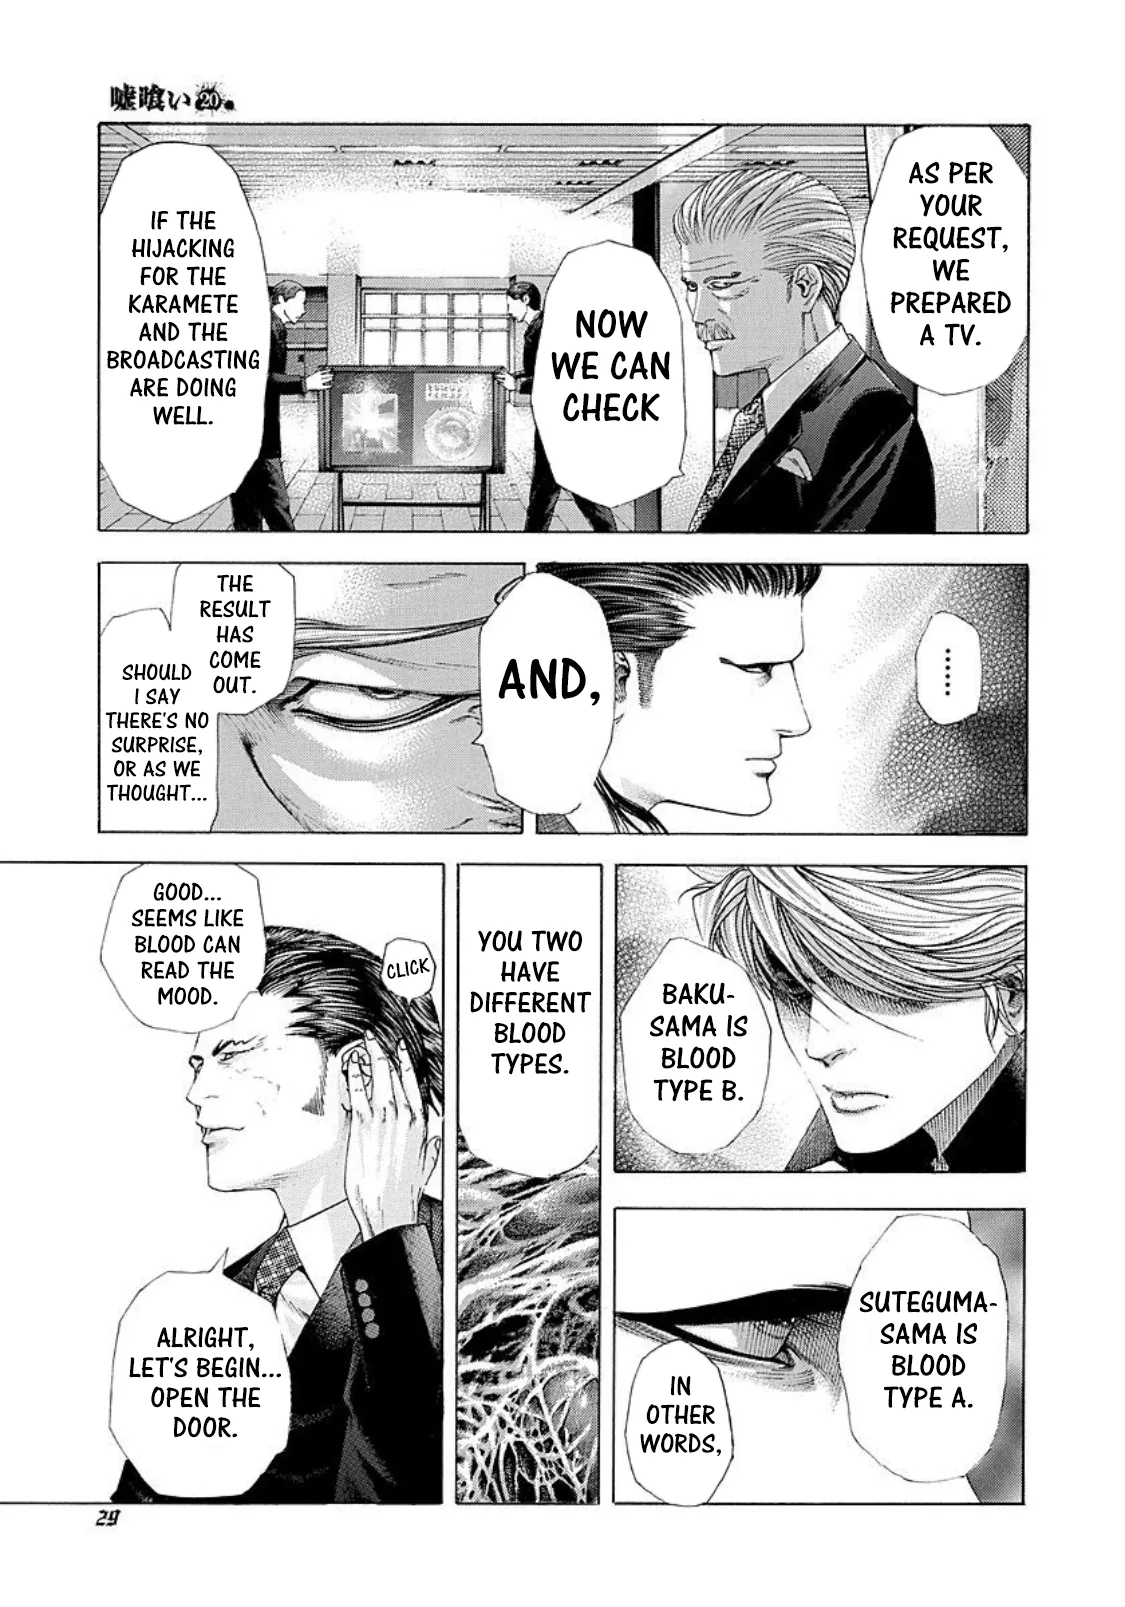 嘘喰い 20
AS PER
YOUR
REQUEST,
WE
PREPARED
A TV.
NOW
WE CAN
CHECK
IF THE
HIJACKING
FOR THE
KARAMETE
AND THE
BROADCASTING
ARE DOING
WELL.
........
AND,
THE
RESULT
HAS
COME
OUT.
SHOULD
I SAY
THERE'S NO
SURPRISE,
OR AS WE
THOUGHT...
BAKU-
SAMA IS
BLOOD
TYPE B.
SUTEGUMA-
SAMA IS
BLOOD
TYPE A.
IN
OTHER
WORDS,
YOU TWO
HAVE
DIFFERENT
BLOOD
TYPES.
CLICK
GOOD...
SEEMS LIKE
BLOOD CAN
READ THE
MOOD.
ALRIGHT,
LET'S BEGIN...
OPEN THE
DOOR.
29